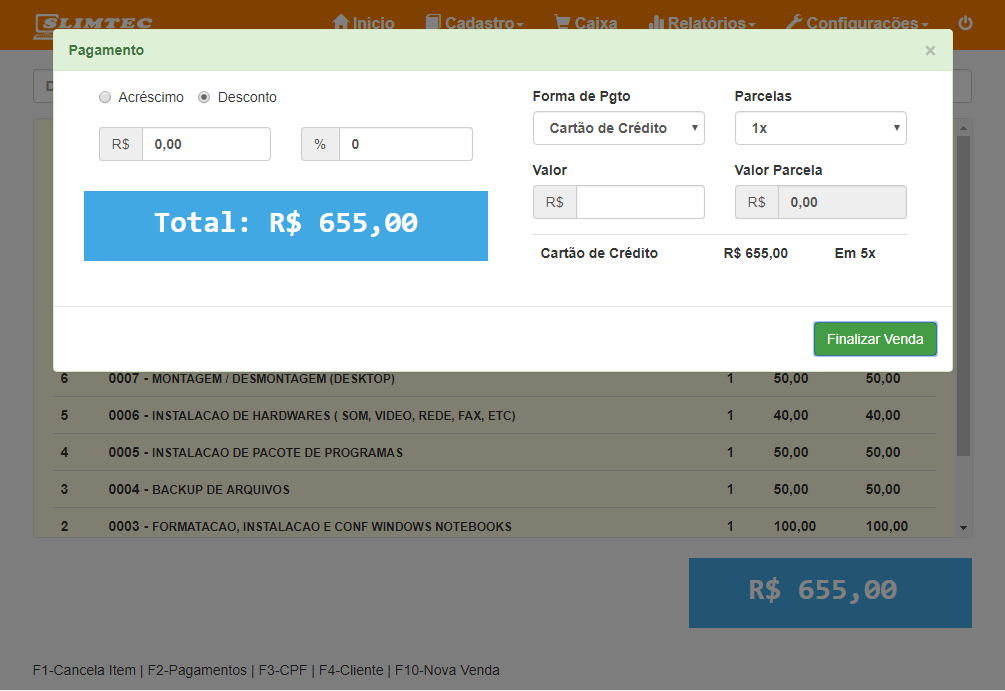 SLIMTEC Início Cadastro Caixa Relatórios Configurações
Pagamento ×
Acréscimo Desconto
R$ 0,00 % 0
Total: R$ 655,00
Forma de Pgto Parcelas
Cartão de Crédito 1x
Valor Valor Parcela
R$ R$ 0,00
Cartão de Crédito R$ 655,00 Em 5x
Finalizar Venda
6 0007 - MONTAGEM / DESMONTAGEM (DESKTOP) 1 50,00 50,00
5 0006 - INSTALACAO DE HARDWARES ( SOM, VIDEO, REDE, FAX, ETC) 1 40,00 40,00
4 0005 - INSTALACAO DE PACOTE DE PROGRAMAS 1 50,00 50,00
3 0004 - BACKUP DE ARQUIVOS 1 50,00 50,00
2 0003 - FORMATACAO, INSTALACAO E CONF WINDOWS NOTEBOOKS 1 100,00 100,00
R$ 655,00
F1-Cancela Item | F2-Pagamentos | F3-CPF | F4-Cliente | F10-Nova Venda